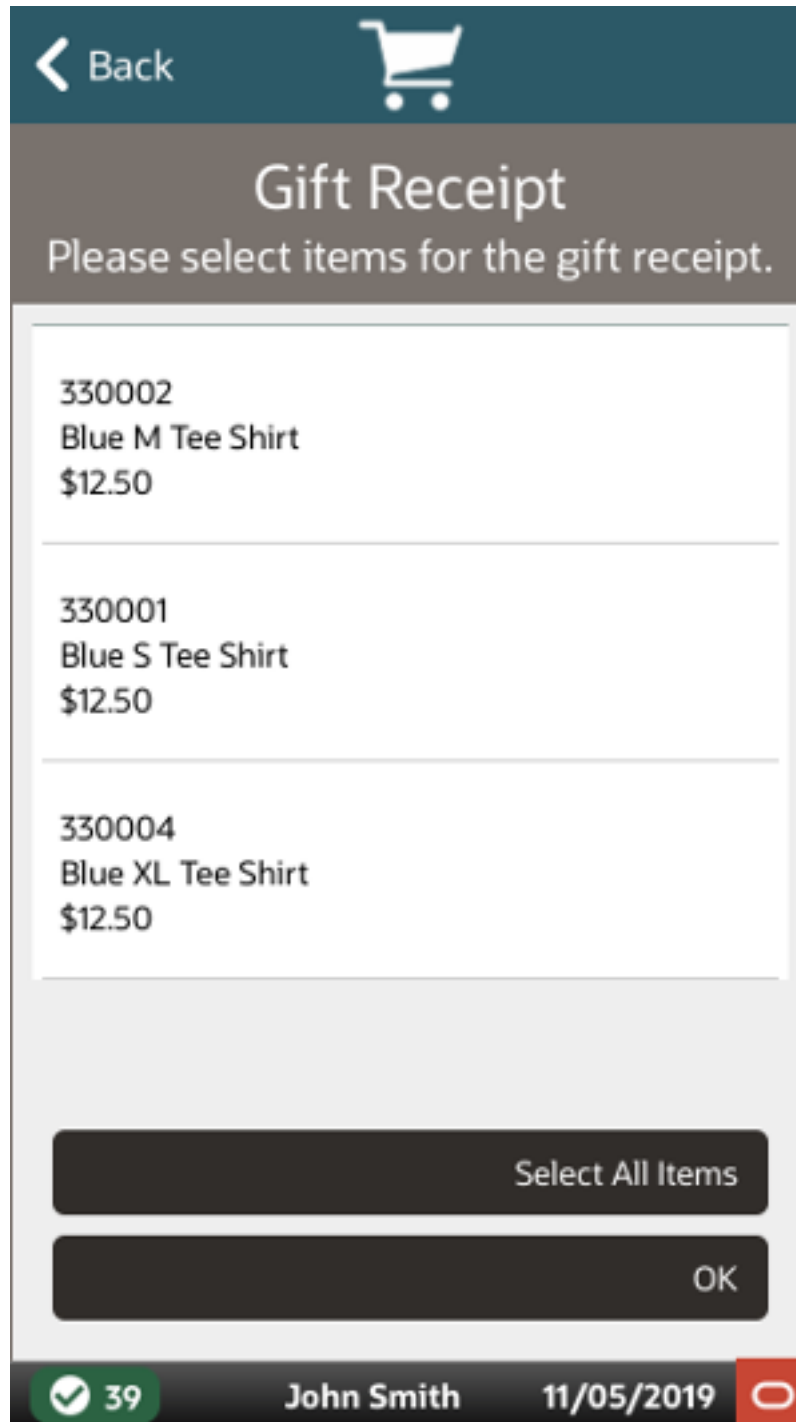 Back
Gift Receipt
Please select items for the gift receipt.
330002
Blue M Tee Shirt
$12.50
330001
Blue S Tee Shirt
$12.50
330004
Blue XL Tee Shirt
$12.50
Select All Items
OK
39 John Smith 11/05/2019